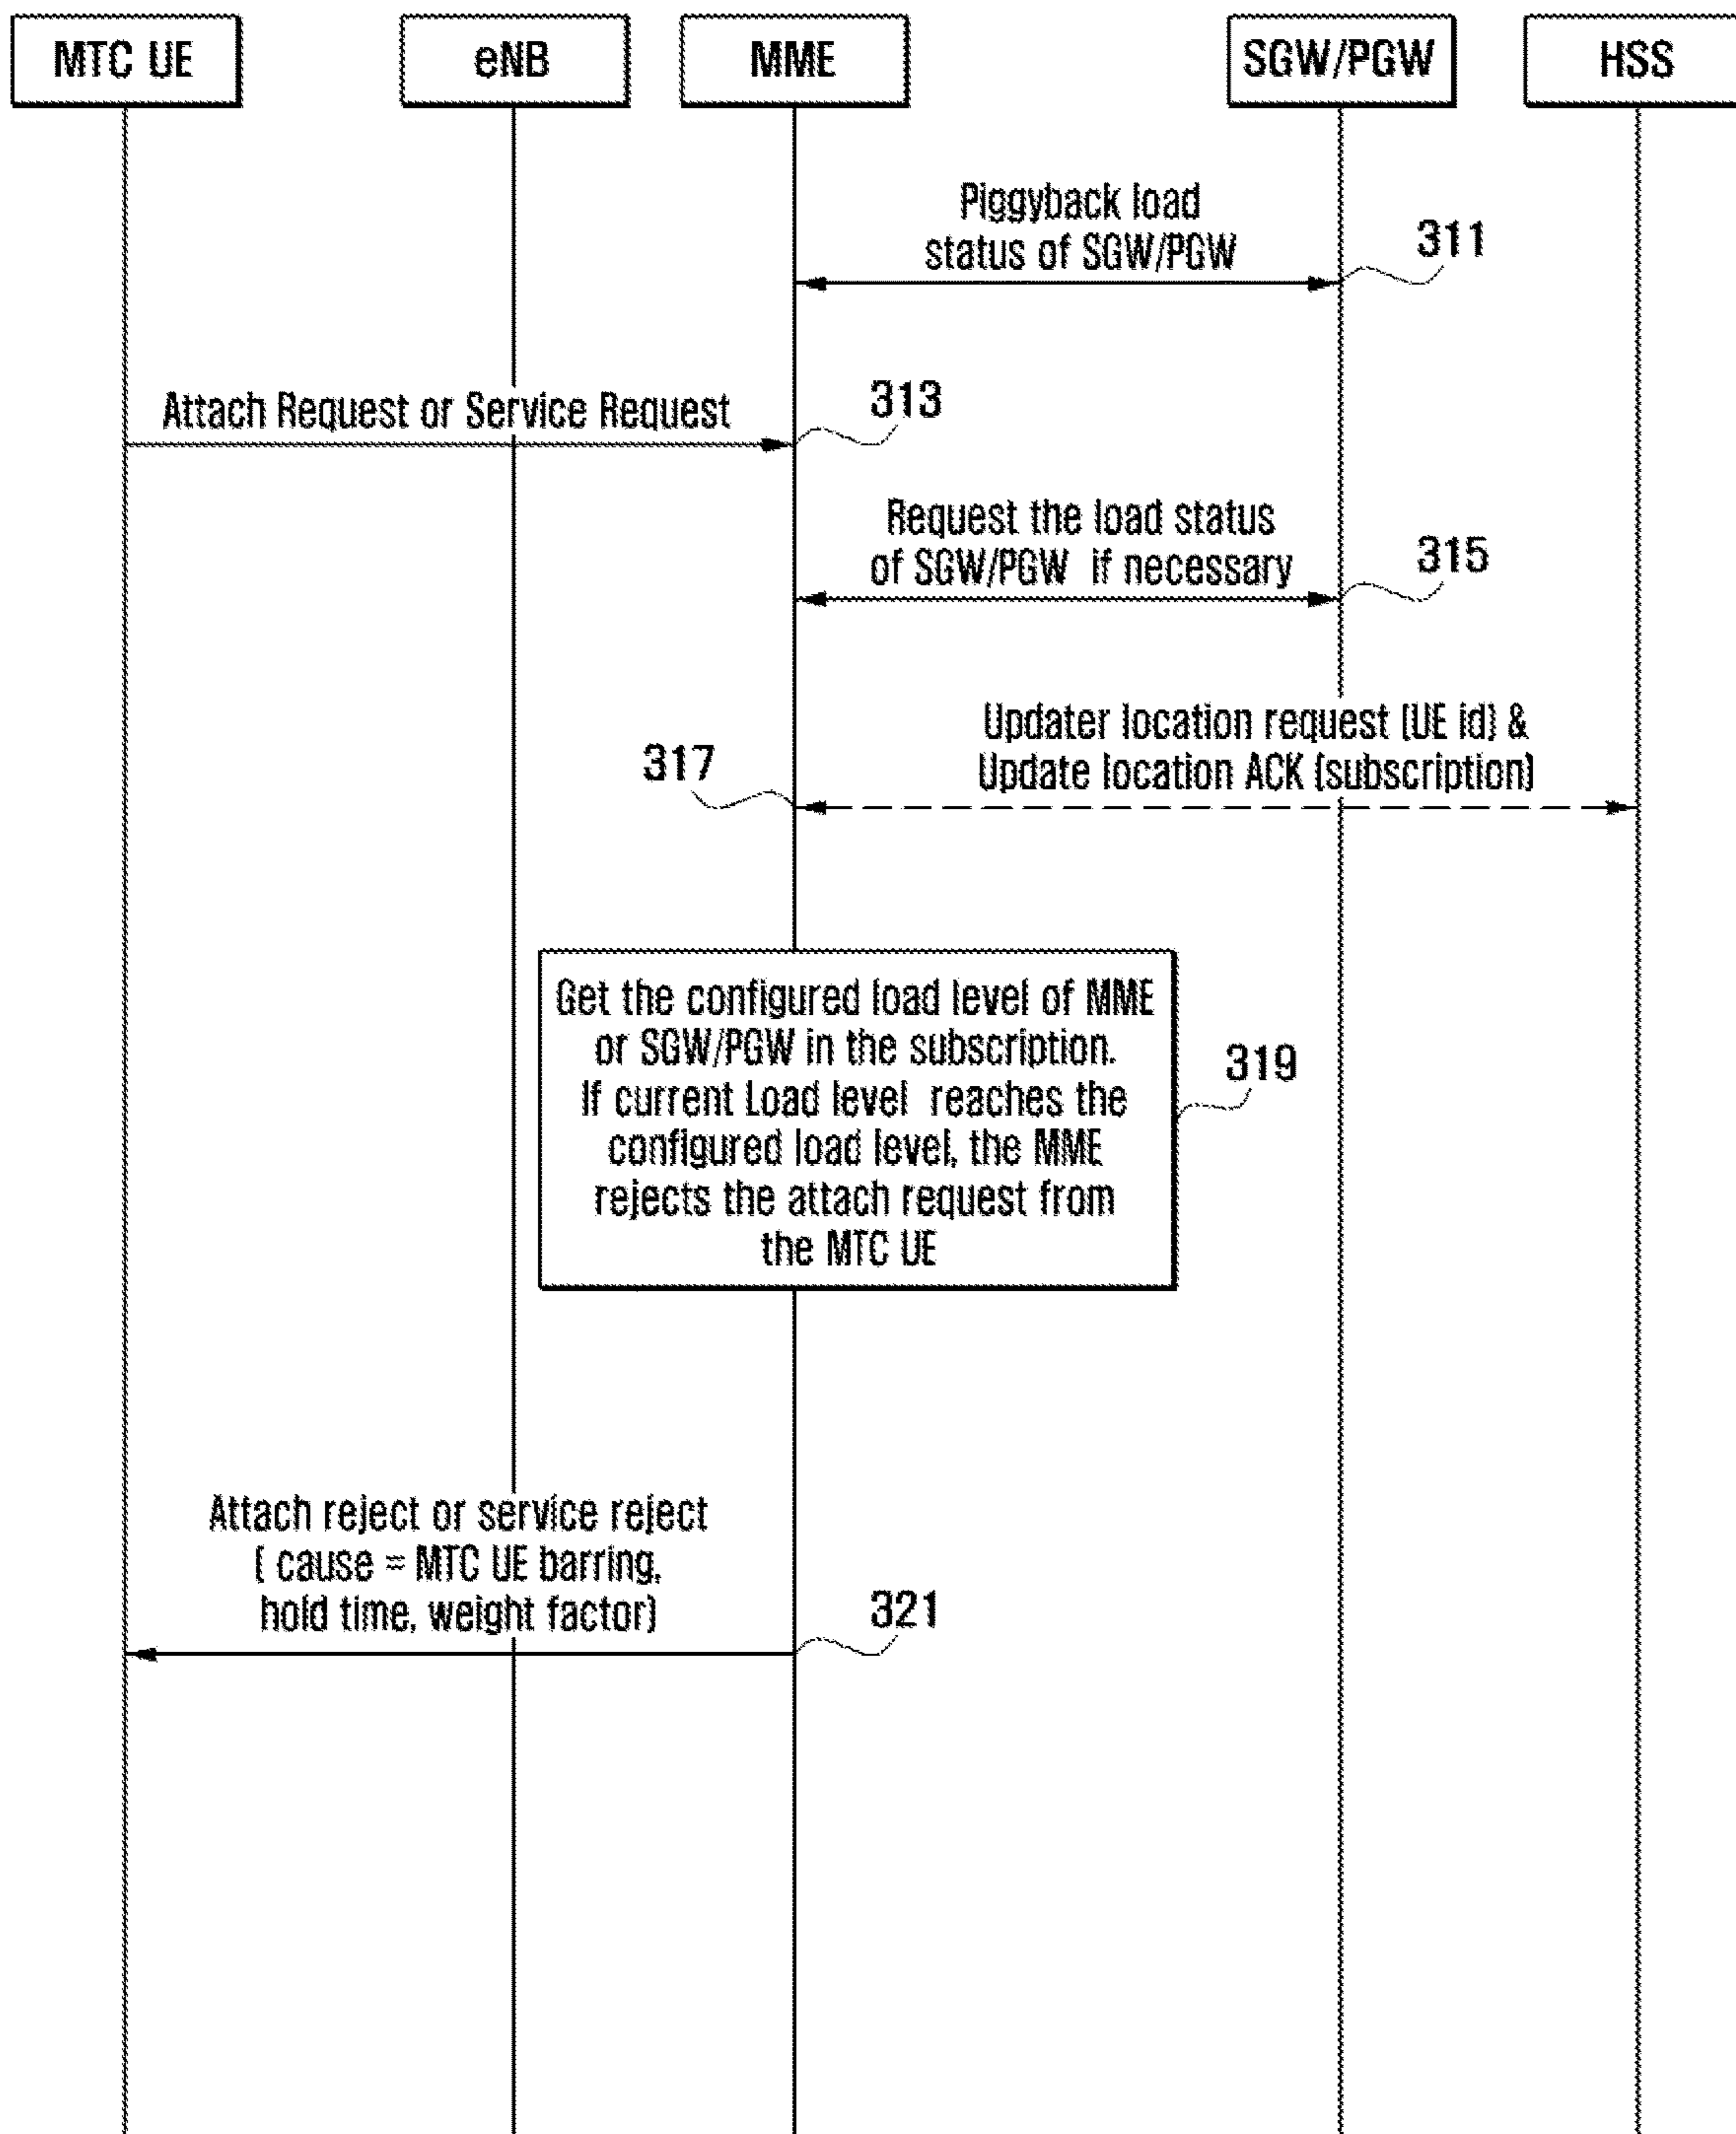 MTC UE
eNB
MME
SGW/PGW
HSS
Piggyback load
status of SGW/PGW
311
Attach Request or Service Request
313
Request the load status
of SGW/PGW if necessary
315
Updater location request (UE id) &
Update location ACK (subscription)
317
Get the configured load level of MME
or SGW/PGW in the subscription.
If current Load level reaches the
configured load level, the MME
rejects the attach request from
the MTC UE
319
Attach reject or service reject
( cause = MTC UE barring,
hold time, weight factor)
321